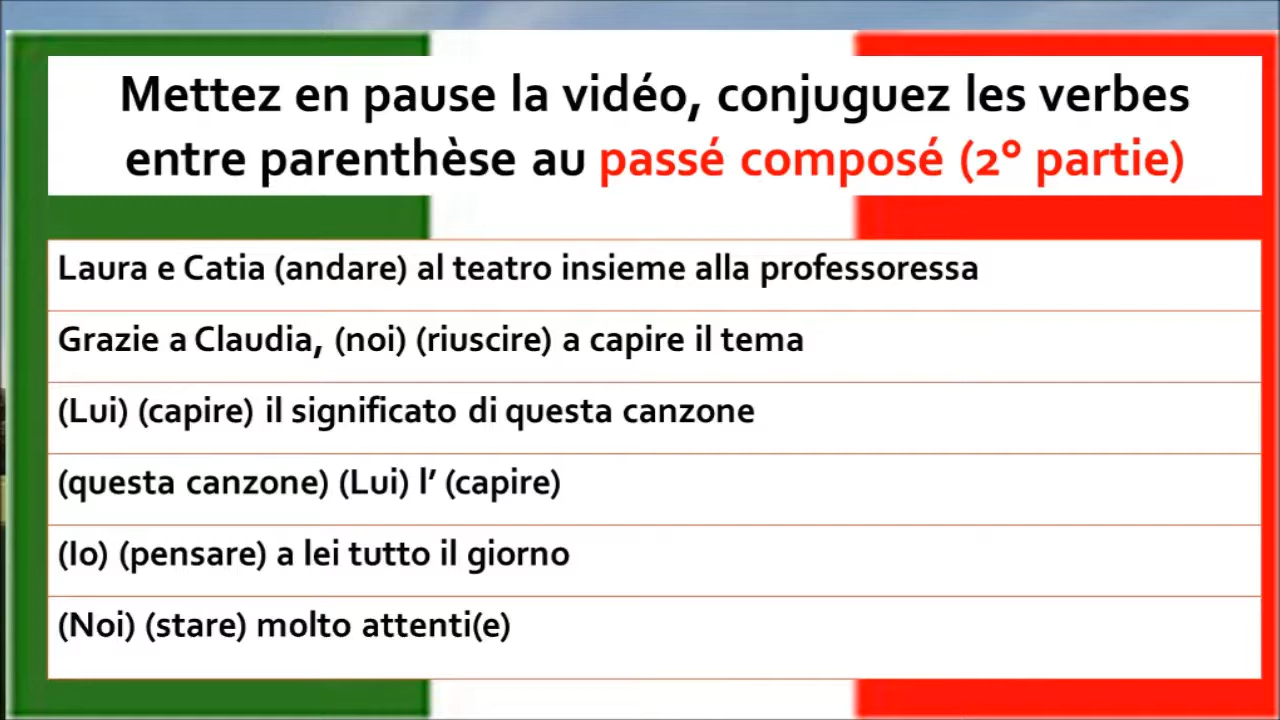 Mettez en pause la vidéo, conjuguez les verbes
entre parenthèse au passé composé (2° partie)
Laura e Catia (andare) al teatro insieme alla professoressa
Grazie a Claudia, (noi) (riuscire) a capire il tema
(Lui) (capire) il significato di questa canzone
(questa canzone) (Lui) l’ (capire)
(Io) (pensare) a lei tutto il giorno
(Noi) (stare) molto attenti(e)